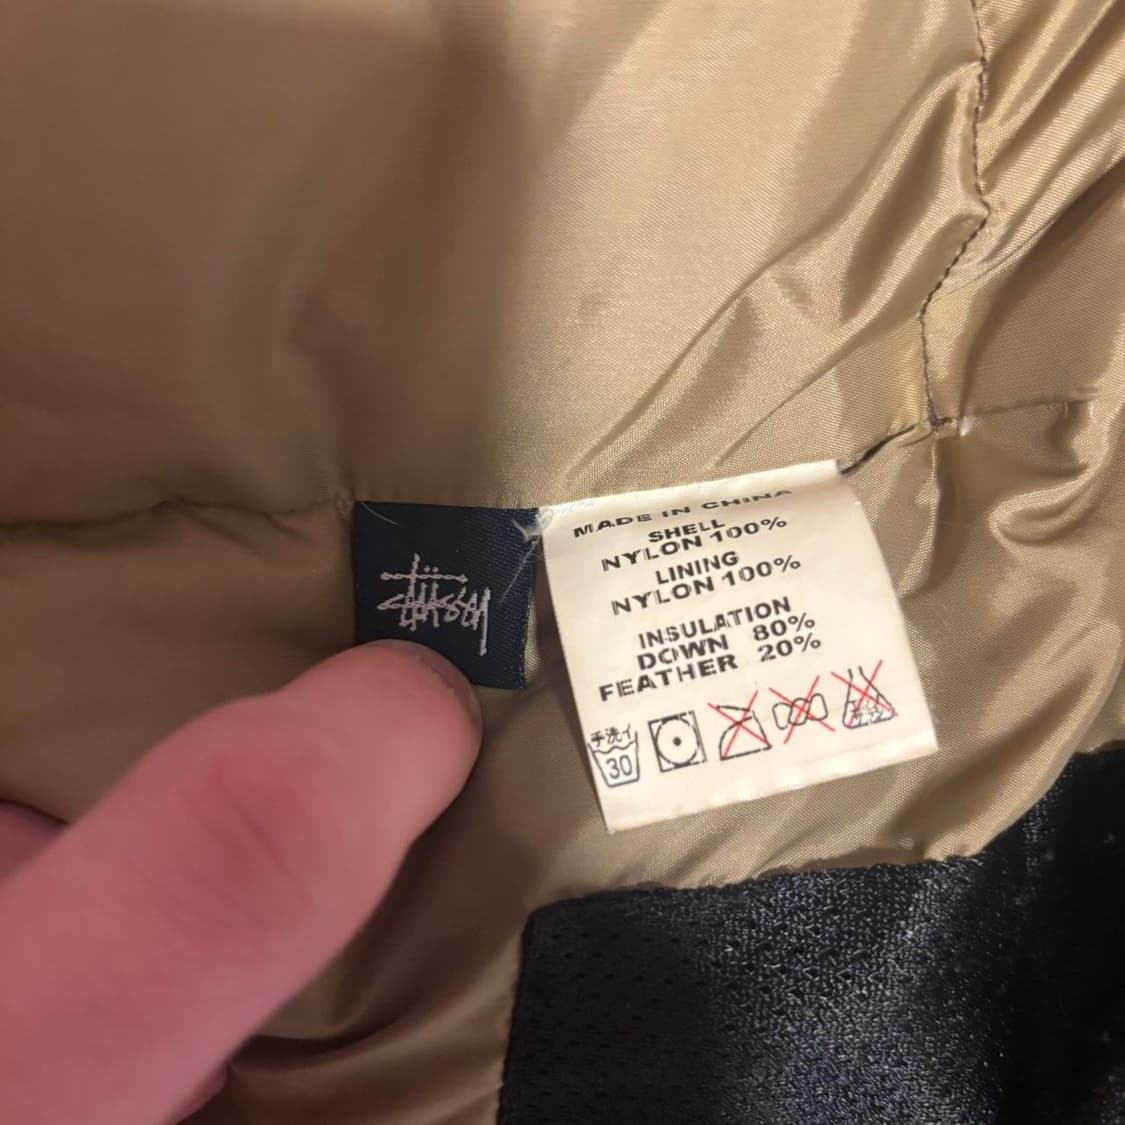 Stüssy
MADE IN CHINA
SHELL
NYLON 100%
LINING
NYLON 100%
INSULATION
DOWN 80%
FEATHER 20%
手洗イ
30